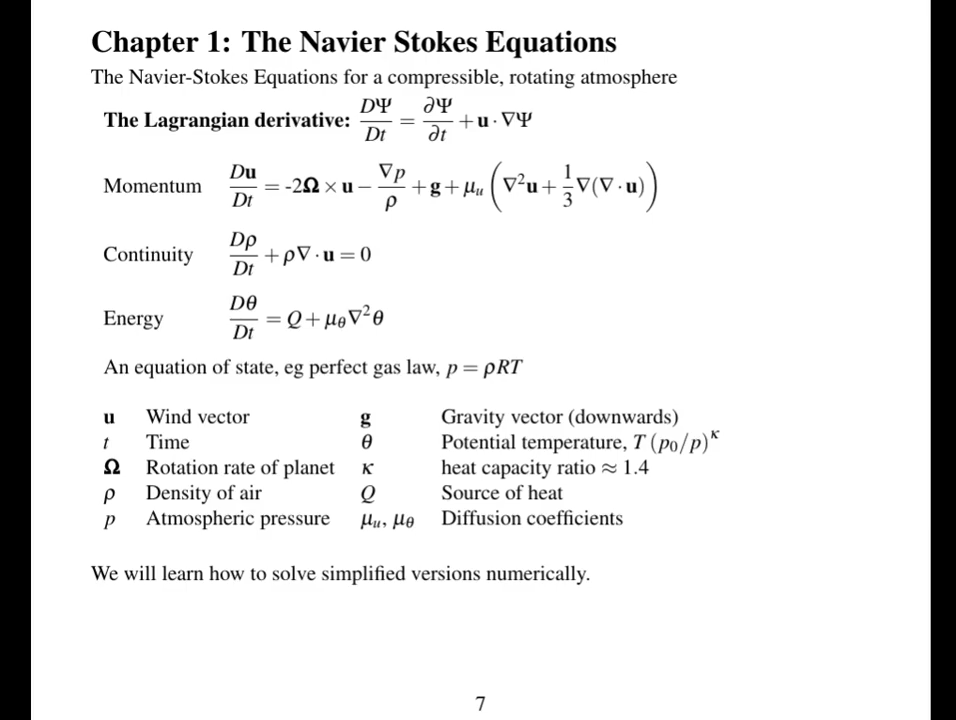 Chapter 1: The Navier Stokes Equations
The Navier-Stokes Equations for a compressible, rotating atmosphere
The Lagrangian derivative: DΨ/Dt = ∂Ψ/∂t + u · ∇Ψ
Momentum Du/Dt = -2Ω × u − ∇p/ρ + g + μᵤ (∇²u + 1/3 ∇(∇ · u))
Continuity Dρ/Dt + ρ∇ · u = 0
Energy Dθ/Dt = Q + μ_θ ∇²θ
An equation of state, eg perfect gas law, p = ρRT
u Wind vector g Gravity vector (downwards)
t Time θ Potential temperature, T (p₀/p)^κ
Ω Rotation rate of planet κ heat capacity ratio ≈ 1.4
ρ Density of air Q Source of heat
p Atmospheric pressure μᵤ, μ_θ Diffusion coefficients
We will learn how to solve simplified versions numerically.
7